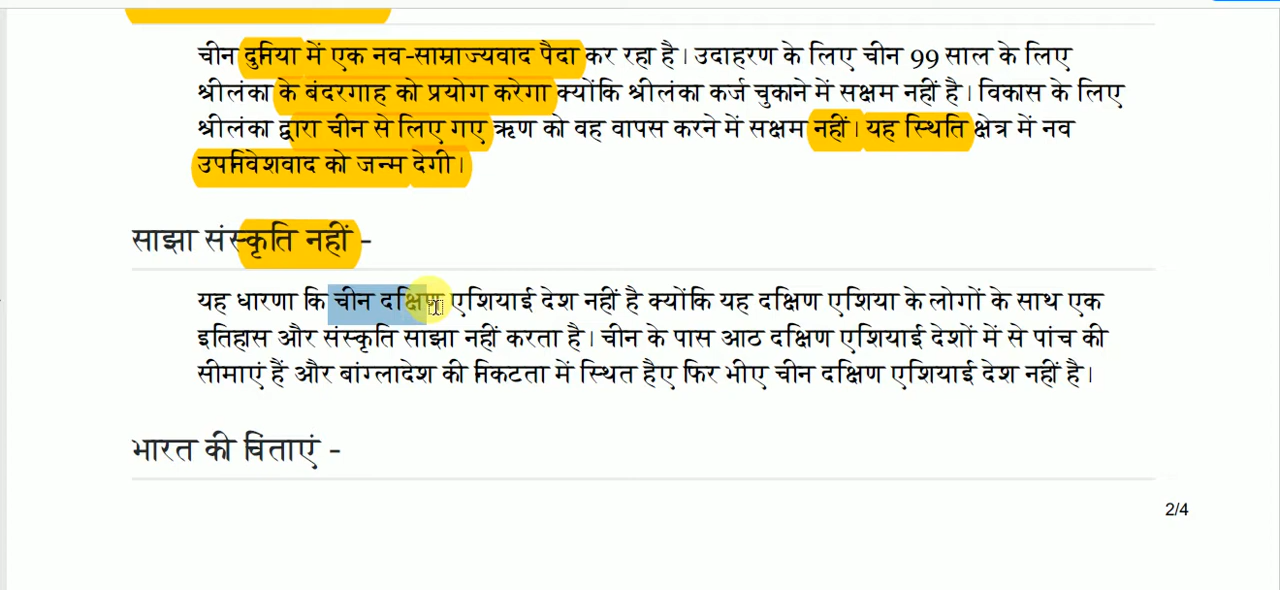 चीन दुनिया में एक नव-साम्राज्यवाद पैदा कर रहा है। उदाहरण के लिए चीन 99 साल के लिए
श्रीलंका के बंदरगाह को प्रयोग करेगा क्योंकि श्रीलंका कर्ज चुकाने में सक्षम नहीं है। विकास के लिए
श्रीलंका द्वारा चीन से लिए गए ऋण को वह वापस करने में सक्षम नहीं। यह स्थिति क्षेत्र में नव
उपनिवेशवाद को जन्म देगी।
साझा संस्कृति नहीं -
यह धारणा कि चीन दक्षिण एशियाई देश नहीं है क्योंकि यह दक्षिण एशिया के लोगों के साथ एक
इतिहास और संस्कृति साझा नहीं करता है। चीन के पास आठ दक्षिण एशियाई देशों में से पांच की
सीमाएं हैं और बांग्लादेश की निकटता में स्थित हैए फिर भीए चीन दक्षिण एशियाई देश नहीं है।
भारत की चिंताएं -
2/4